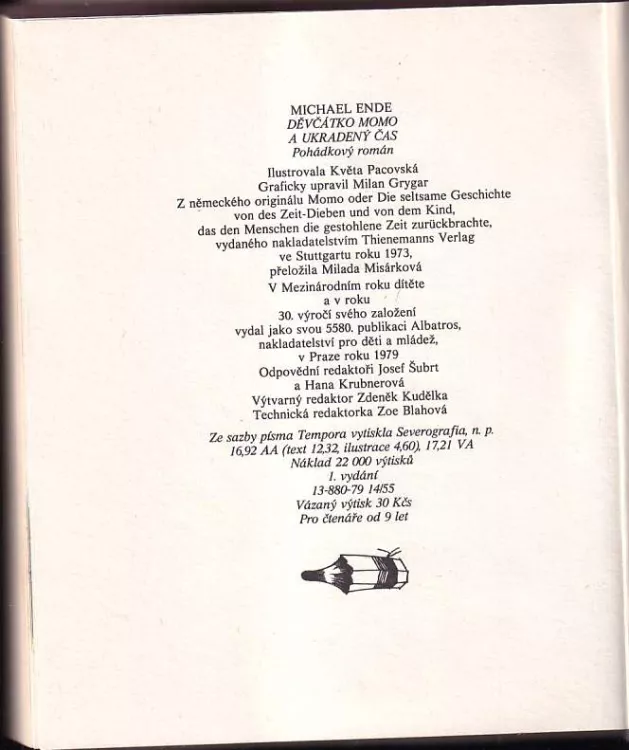 MICHAEL ENDE
DĚVČÁTKO MOMO
A UKRADENÝ ČAS
Pohádkový román
Ilustrovala Květa Pacovská
Graficky upravil Milan Grygar
Z německého originálu Momo oder Die seltsame Geschichte
von des Zeit-Dieben und von dem Kind,
das den Menschen die gestohlene Zeit zurückbrachte,
vydaného nakladatelstvím Thienemanns Verlag
ve Stuttgartu roku 1973,
přeložila Milada Misárková
V Mezinárodním roku dítěte
a v roku
30. výročí svého založení
vydal jako svou 5580. publikaci Albatros,
nakladatelství pro děti a mládež,
v Praze roku 1979
Odpovědní redaktoři Josef Šubrt
a Hana Krubnerová
Výtvarný redaktor Zdeněk Kudělka
Technická redaktorka Zoe Blahová
Ze sazby písma Tempora vytiskla Severografia, n. p.
16,92 AA (text 12,32, ilustrace 4,60), 17,21 VA
Náklad 22 000 výtisků
1. vydání
13-880-79 14/55
Vázaný výtisk 30 Kčs
Pro čtenáře od 9 let